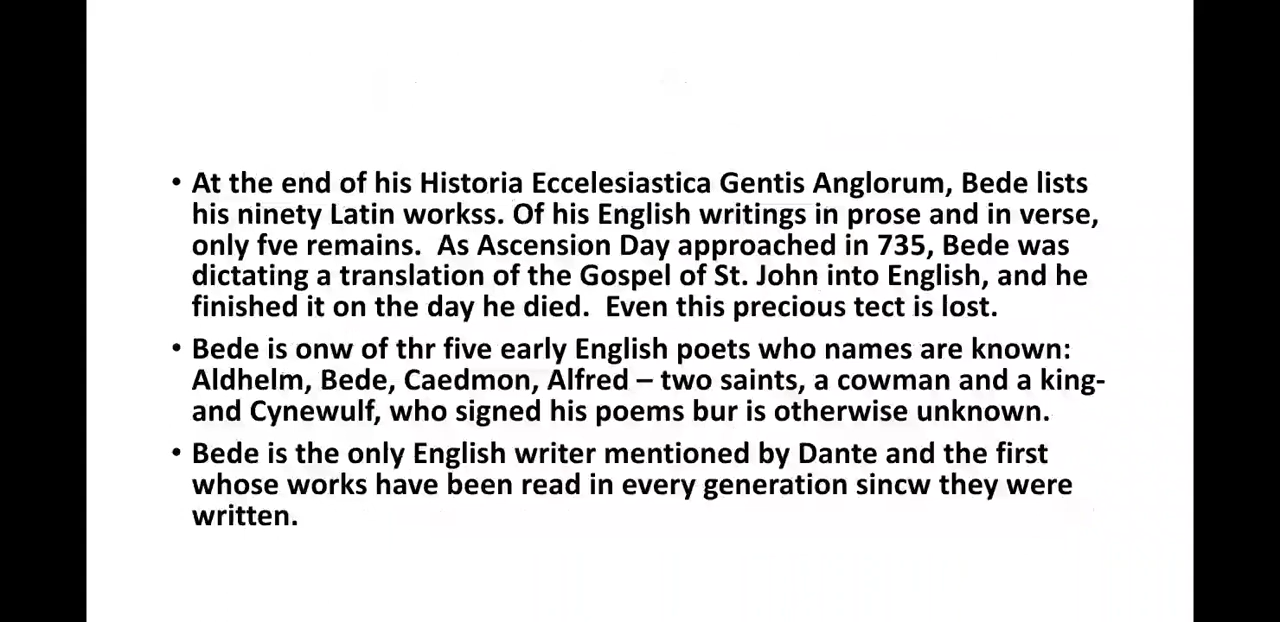 • At the end of his Historia Eccelesiastica Gentis Anglorum, Bede lists
his ninety Latin workss. Of his English writings in prose and in verse,
only fve remains. As Ascension Day approached in 735, Bede was
dictating a translation of the Gospel of St. John into English, and he
finished it on the day he died. Even this precious tect is lost.
• Bede is onw of thr five early English poets who names are known:
Aldhelm, Bede, Caedmon, Alfred – two saints, a cowman and a king-
and Cynewulf, who signed his poems bur is otherwise unknown.
• Bede is the only English writer mentioned by Dante and the first
whose works have been read in every generation sincw they were
written.